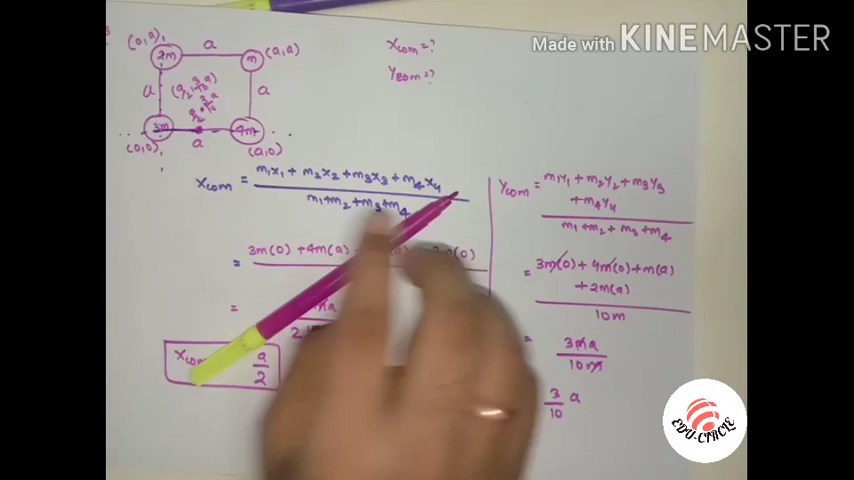 Made with KINEMASTER
(0,a)
a
(a,a)
2m
m
Xcom = ?
Ycom = ?
a
a
3m
4m
(0,0)
a
(a,0)
Xcom = m₁x₁ + m₂x₂ + m₃x₃ + m₄x₄
m₁+m₂+m₃+m₄
= 3m(0) + 4m(a)
(0)
=
Xcom
a
2
Ycom = m₁y₁ + m₂y₂ + m₃y₃
+ m₄y₄
m₁ + m₂ + m₃ + m₄
= 3m(0) + 4m(0) + m(a)
+ 2m(a)
10m
= 3ma
10m
3 a
10
EDU-CIRCLE